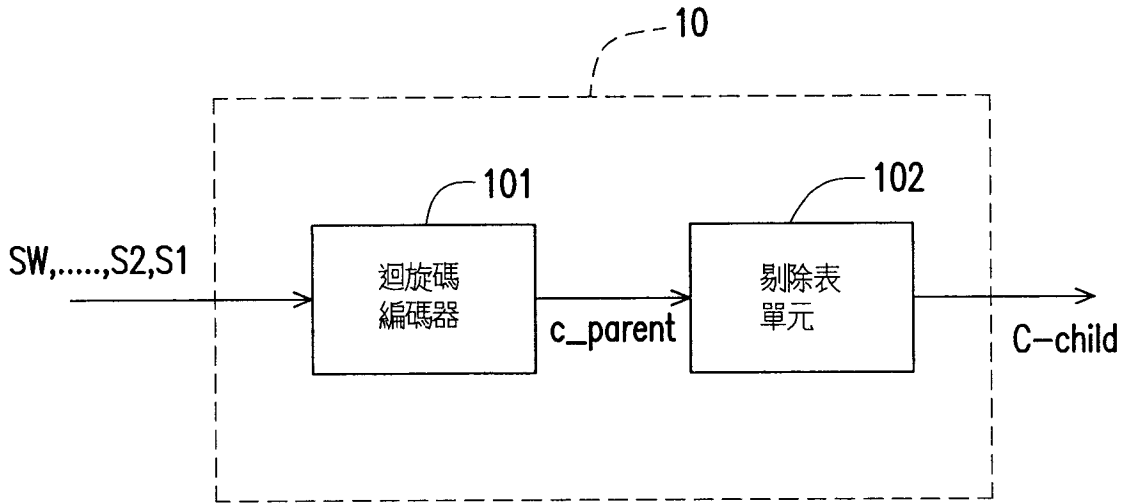 10
101
102
SW,.....,S2,S1
迴旋碼
編碼器
剔除表
單元
c_parent
C-child